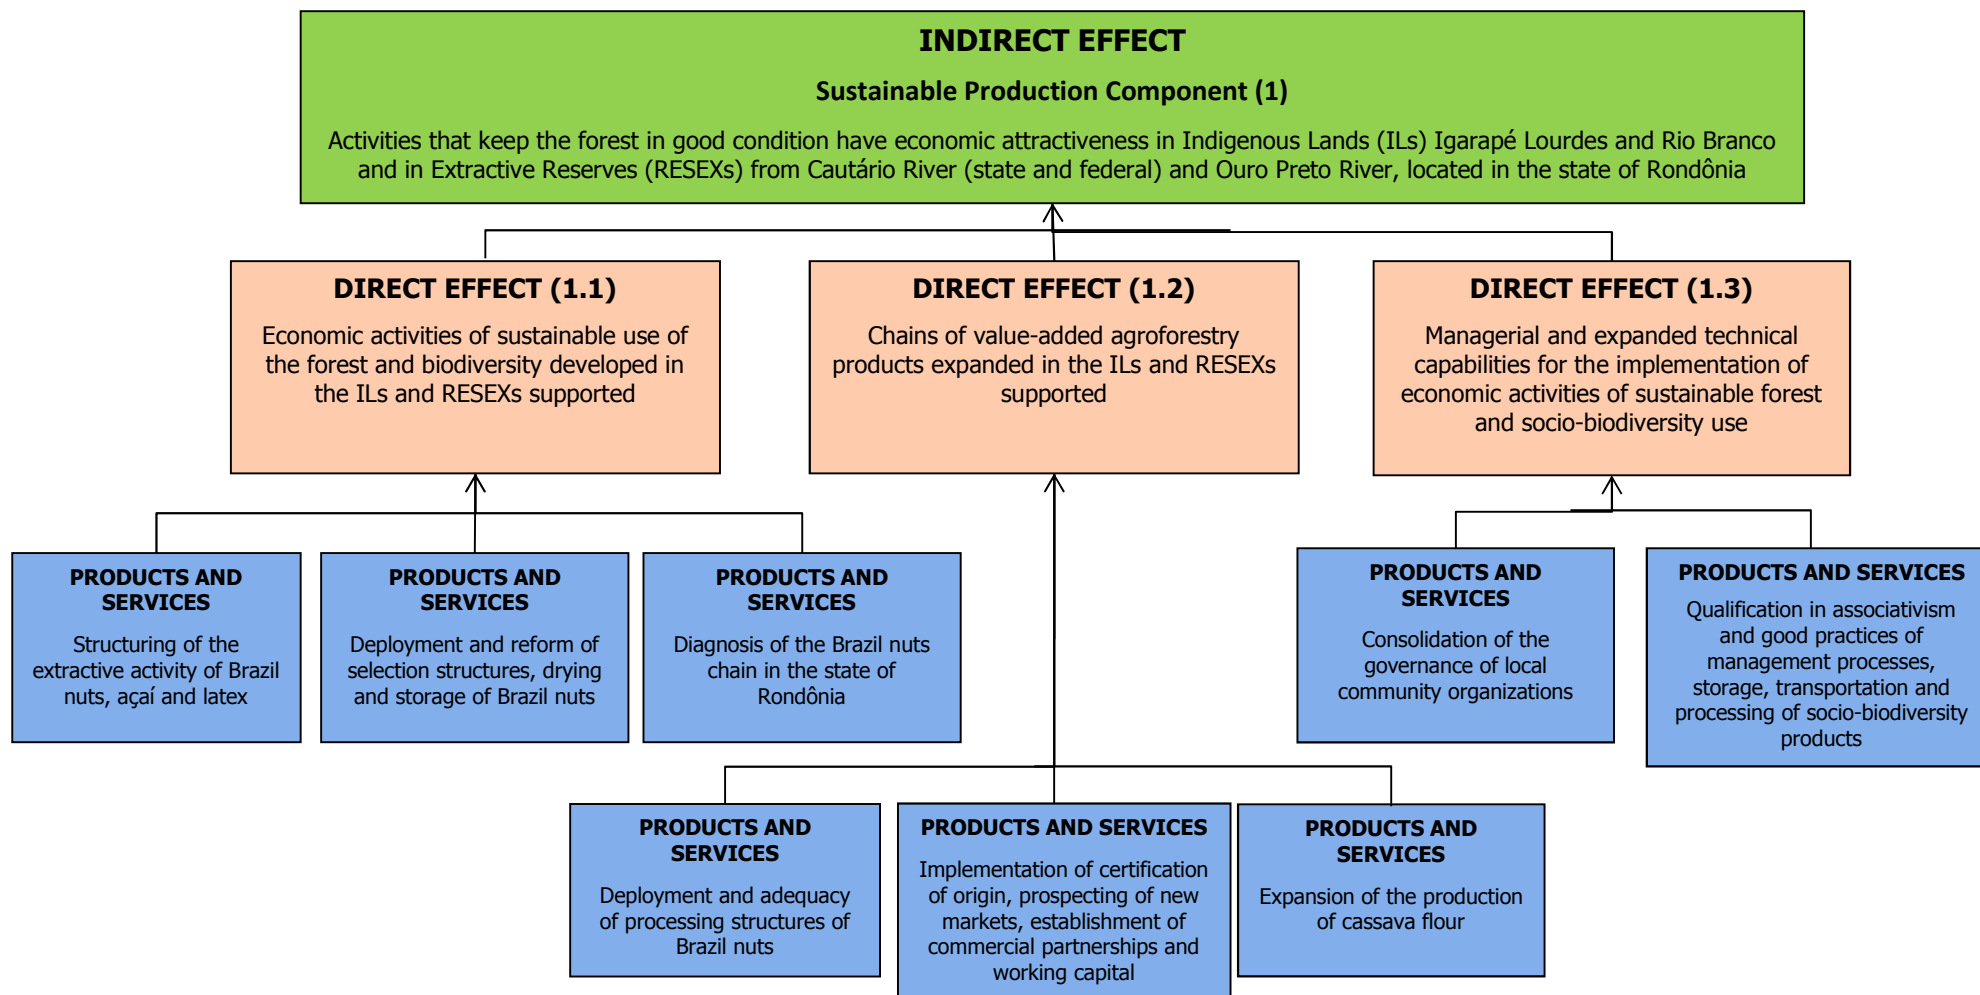 INDIRECT EFFECT
Sustainable Production Component (1)
Activities that keep the forest in good condition have economic attractiveness in Indigenous Lands (ILs) Igarapé Lourdes and Rio Branco
and in Extractive Reserves (RESEXs) from Cautário River (state and federal) and Ouro Preto River, located in the state of Rondônia
DIRECT EFFECT (1.1)
Economic activities of sustainable use of
the forest and biodiversity developed in
the ILs and RESEXs supported
DIRECT EFFECT (1.2)
Chains of value-added agroforestry
products expanded in the ILs and RESEXs
supported
DIRECT EFFECT (1.3)
Managerial and expanded technical
capabilities for the implementation of
economic activities of sustainable forest
and socio-biodiversity use
PRODUCTS AND
SERVICES
Structuring of the
extractive activity of Brazil
nuts, açaí and latex
PRODUCTS AND
SERVICES
Deployment and reform of
selection structures, drying
and storage of Brazil nuts
PRODUCTS AND
SERVICES
Diagnosis of the Brazil nuts
chain in the state of
Rondônia
PRODUCTS AND
SERVICES
Consolidation of the
governance of local
community organizations
PRODUCTS AND SERVICES
Qualification in associativism
and good practices of
management processes,
storage, transportation and
processing of socio-biodiversity
products
PRODUCTS AND
SERVICES
Deployment and adequacy
of processing structures of
Brazil nuts
PRODUCTS AND SERVICES
Implementation of certification
of origin, prospecting of new
markets, establishment of
commercial partnerships and
working capital
PRODUCTS AND
SERVICES
Expansion of the production
of cassava flour